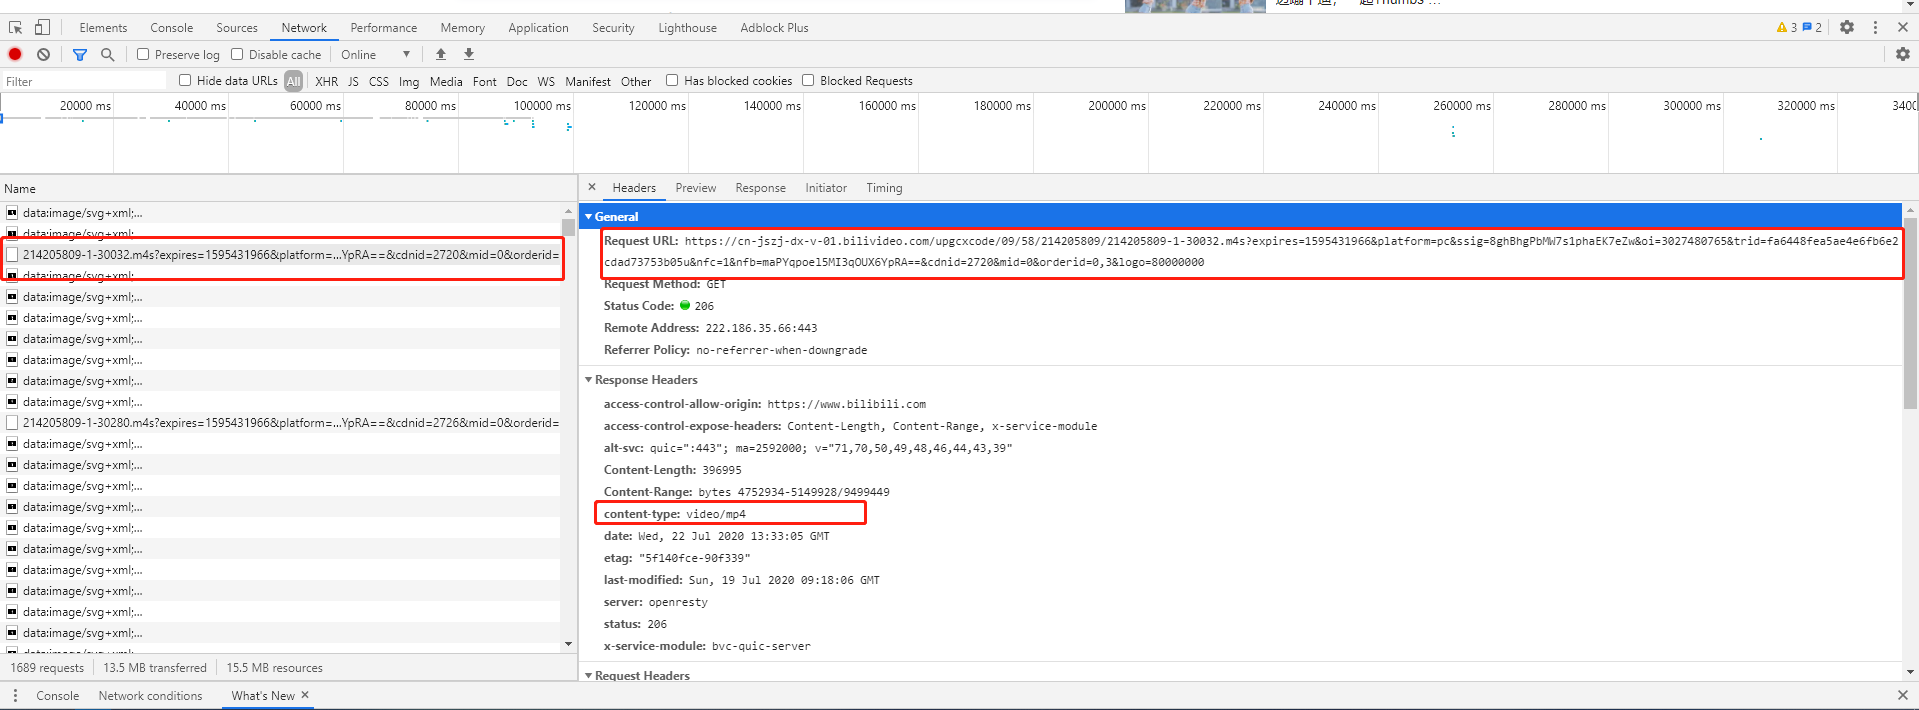 边蹦卡迪，一起Thumbs ...
Elements Console Sources Network Performance Memory Application Security Lighthouse Adblock Plus 3 2
Preserve log Disable cache Online
Filter Hide data URLs All XHR JS CSS Img Media Font Doc WS Manifest Other Has blocked cookies Blocked Requests
20000 ms 40000 ms 60000 ms 80000 ms 100000 ms 120000 ms 140000 ms 160000 ms 180000 ms 200000 ms 220000 ms 240000 ms 260000 ms 280000 ms 300000 ms 320000 ms 3400
Name
data:image/svg+xml;...
data:image/svg+xml;...
214205809-1-30032.m4s?expires=1595431966&platform=...YpRA==&cdnid=2720&mid=0&orderid=
data:image/svg+xml;...
data:image/svg+xml;...
data:image/svg+xml;...
data:image/svg+xml;...
data:image/svg+xml;...
data:image/svg+xml;...
data:image/svg+xml;...
214205809-1-30280.m4s?expires=1595431966&platform=...YpRA==&cdnid=2726&mid=0&orderid=
data:image/svg+xml;...
data:image/svg+xml;...
data:image/svg+xml;...
data:image/svg+xml;...
data:image/svg+xml;...
data:image/svg+xml;...
data:image/svg+xml;...
data:image/svg+xml;...
data:image/svg+xml;...
data:image/svg+xml;...
data:image/svg+xml;...
1689 requests 13.5 MB transferred 15.5 MB resources
Headers Preview Response Initiator Timing
General
Request URL: https://cn-jszj-dx-v-01.bilivideo.com/upgcxcode/09/58/214205809/214205809-1-30032.m4s?expires=1595431966&platform=pc&ssig=8ghBhgPbMW7s1phaEK7eZw&oi=3027480765&trid=fa6448fea5ae4e6fb6e2
cdad73753b05u&nfc=1&nfb=maPYqpoel5MI3qOUX6YpRA==&cdnid=2720&mid=0&orderid=0,3&logo=80000000
Request Method: GET
Status Code: 206
Remote Address: 222.186.35.66:443
Referrer Policy: no-referrer-when-downgrade
Response Headers
access-control-allow-origin: https://www.bilibili.com
access-control-expose-headers: Content-Length, Content-Range, x-service-module
alt-svc: quic=":443"; ma=2592000; v="71,70,50,49,48,46,44,43,39"
Content-Length: 396995
Content-Range: bytes 4752934-5149928/9499449
content-type: video/mp4
date: Wed, 22 Jul 2020 13:33:05 GMT
etag: "5f140fce-90f339"
last-modified: Sun, 19 Jul 2020 09:18:06 GMT
server: openresty
status: 206
x-service-module: bvc-quic-server
Request Headers
Console Network conditions What's New